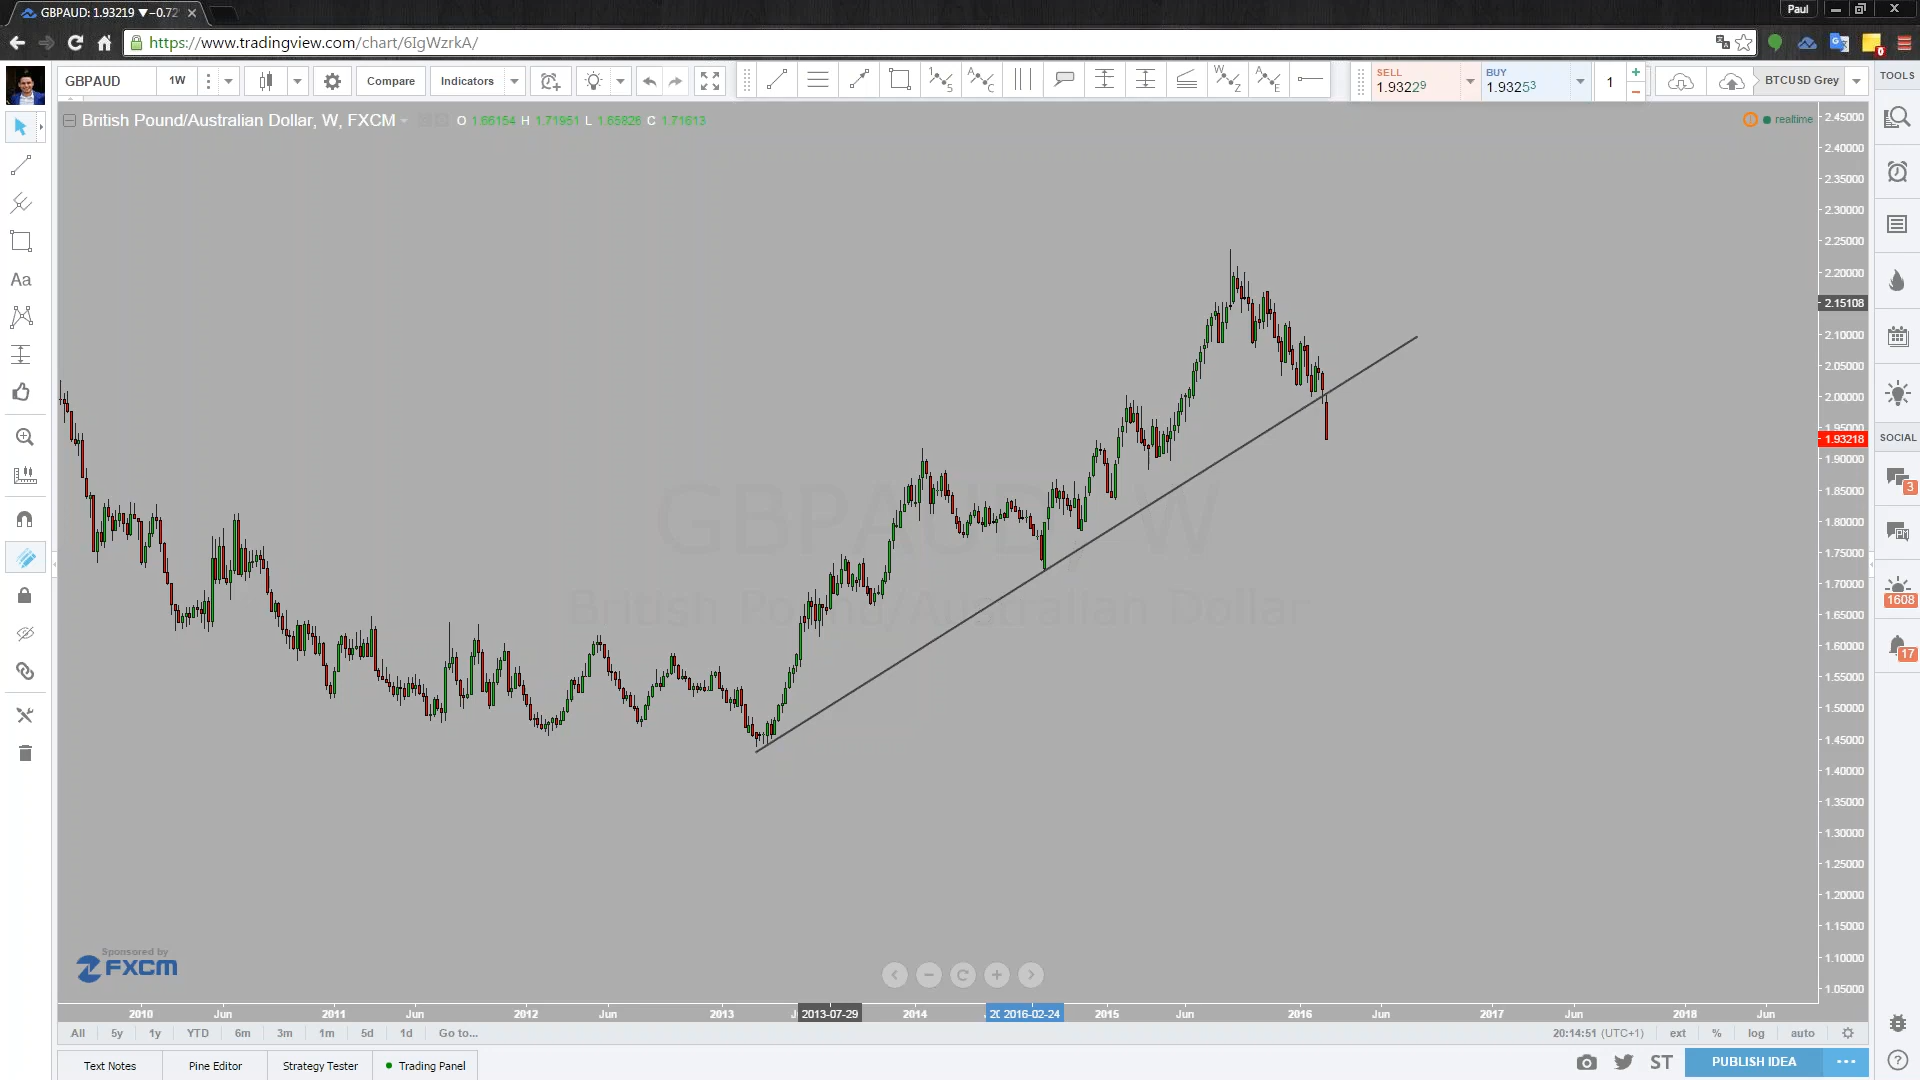 GBPAUD: 1.93219 ▼−0.72
Paul
https://www.tradingview.com/chart/6IgWzrkA/
0
GBPAUD
1W
Compare
Indicators
SELL
1.93229
BUY
1.93253
1
BTCUSD Grey
TOOLS
British Pound/Australian Dollar, W, FXCM
O 1.66154 H 1.71951 L 1.65826 C 1.71613
realtime
2.45000
2.40000
2.35000
2.30000
2.25000
2.20000
2.15108
2.10000
2.05000
2.00000
1.95000
1.93218
1.90000
1.85000
1.80000
1.75000
1.70000
1.65000
1.60000
1.55000
1.50000
1.45000
1.40000
1.35000
1.30000
1.25000
1.20000
1.15000
1.10000
1.05000
SOCIAL
3
1608
17
Aa
GBPAUD, W
British Pound/Australian Dollar
Sponsored by
FXCM
2010 Jun 2011 Jun 2012 Jun 2013 2013-07-29 2014 2016-02-24 2015 Jun 2016 Jun 2017 Jun 2018 Jun
All 5y 1y YTD 6m 3m 1m 5d 1d Go to...
20:14:51 (UTC+1) ext % log auto
Text Notes
Pine Editor
Strategy Tester
Trading Panel
ST
PUBLISH IDEA